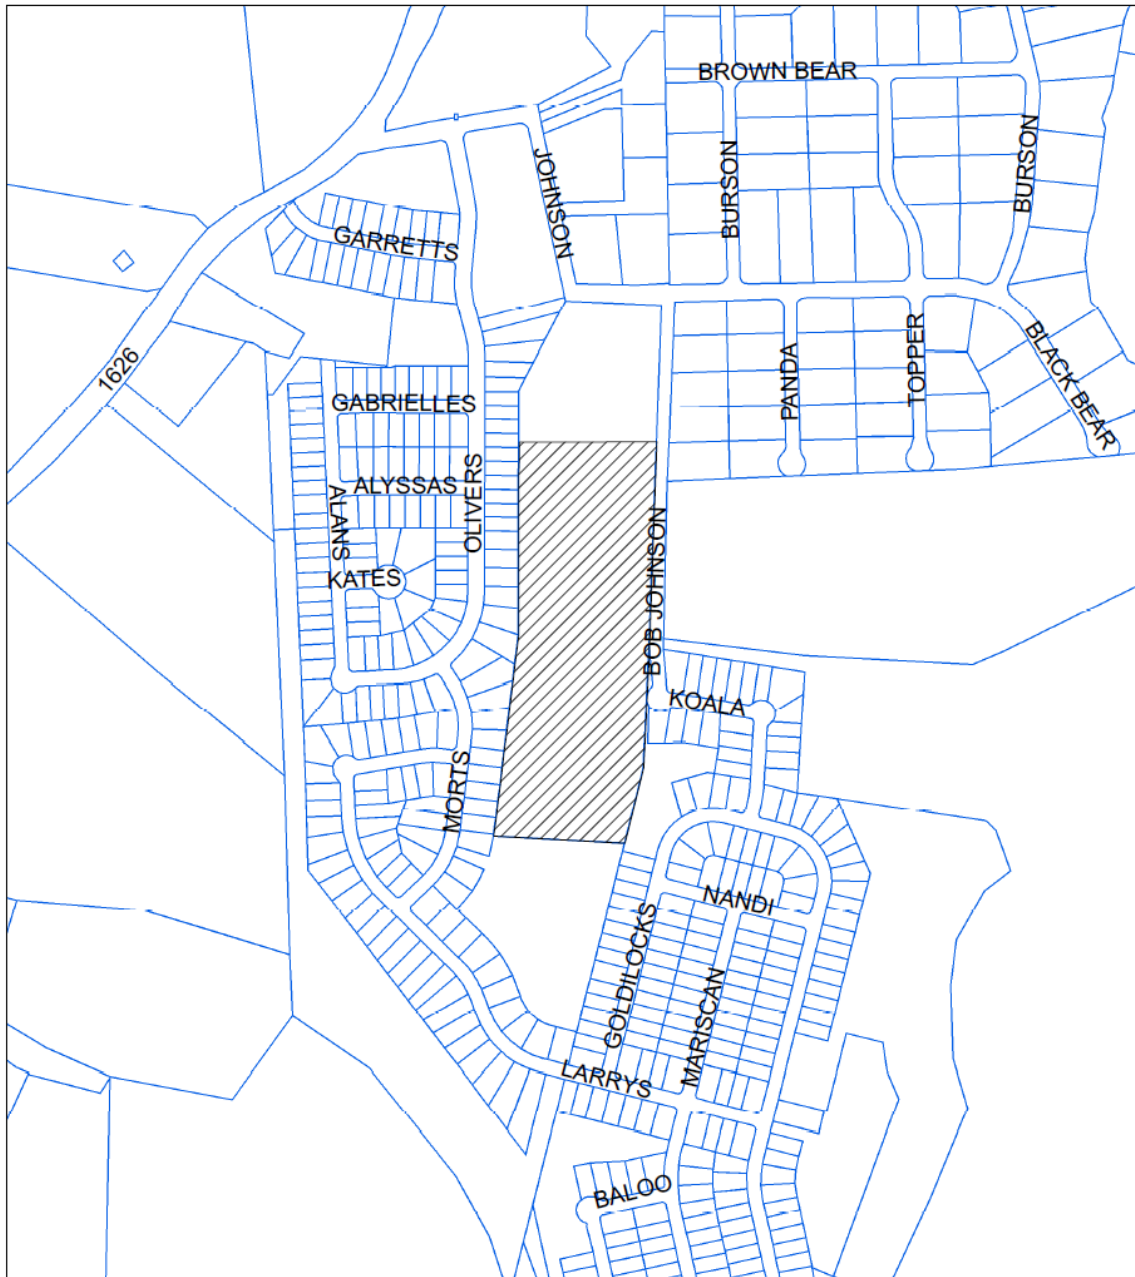 BROWN BEAR
JOHNSON
BURSON
BURSON
GARRETTS
1626
PANDA
TOPPER
BLACK BEAR
GABRIELLES
ALYSSAS
OLIVERS
ALANS
KATES
BOB JOHNSON
KOALA
MORTS
NANDI
GOLDILOCKS
MARISCAN
LARRYS
BALOO